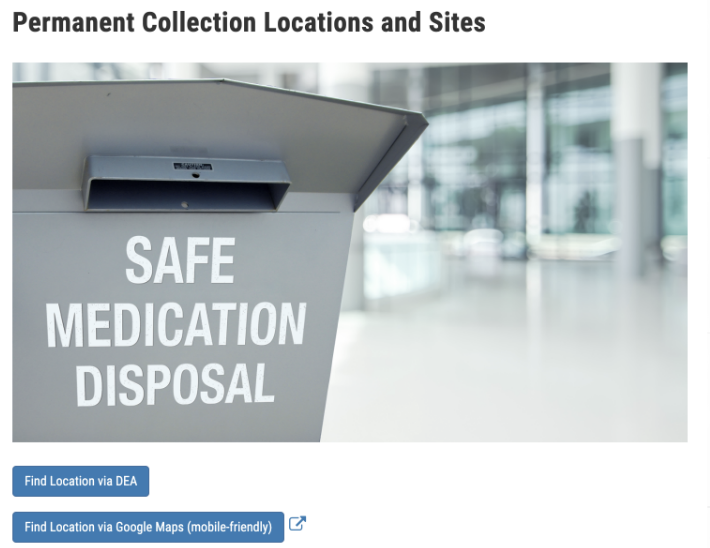 Permanent Collection Locations and Sites
SAFE
MEDICATION
DISPOSAL
Find Location via DEA
Find Location via Google Maps (mobile-friendly)